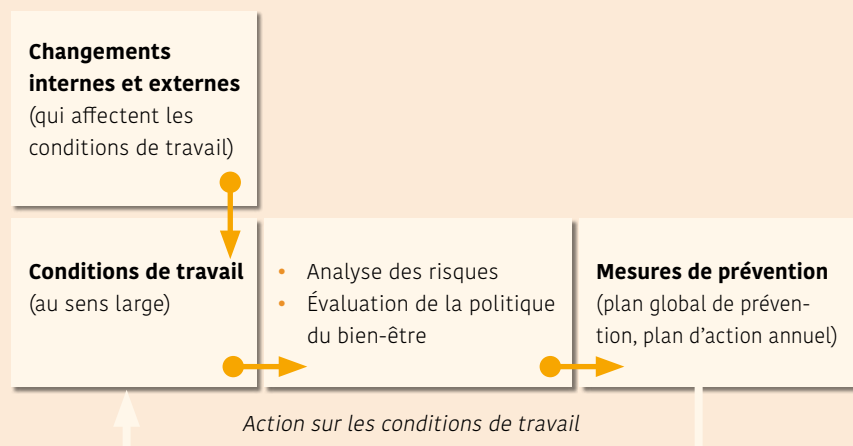 Changements
internes et externes
(qui affectent les
conditions de travail)
Conditions de travail
(au sens large)
• Analyse des risques
• Évaluation de la politique
du bien-être
Mesures de prévention
(plan global de préven-
tion, plan d’action annuel)
Action sur les conditions de travail